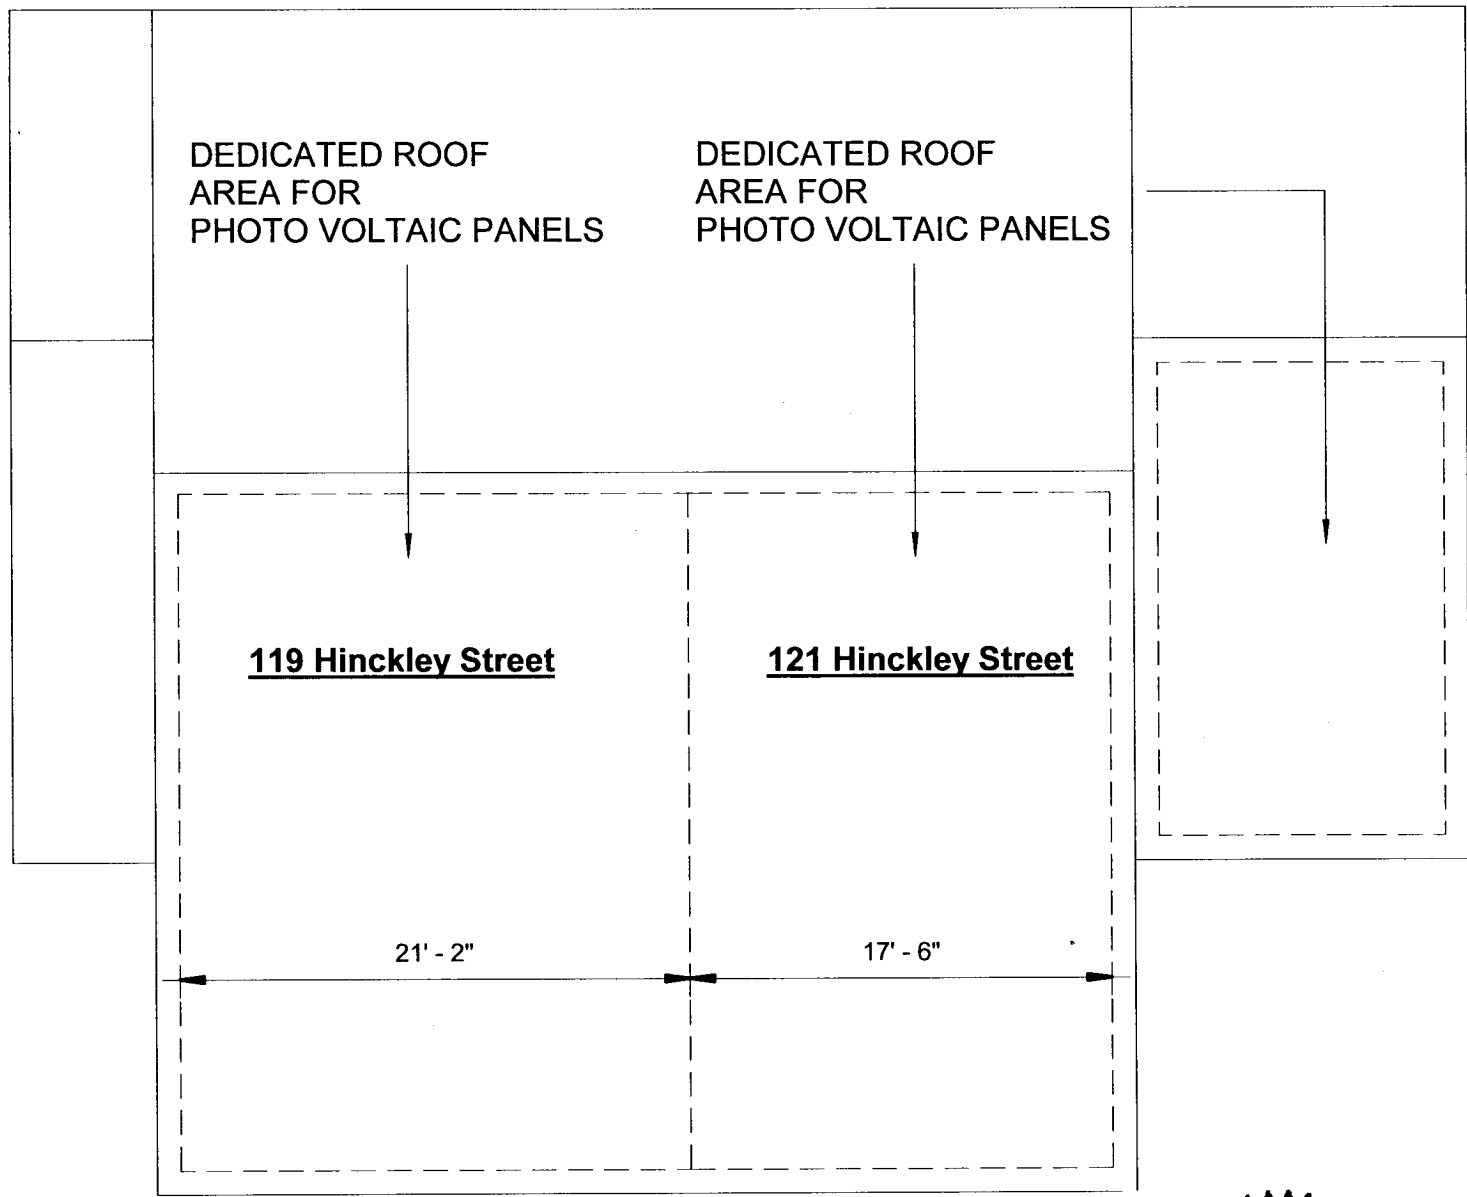 DEDICATED ROOF
AREA FOR
PHOTO VOLTAIC PANELS
DEDICATED ROOF
AREA FOR
PHOTO VOLTAIC PANELS
119 Hinckley Street
121 Hinckley Street
21' - 2"
17' - 6"